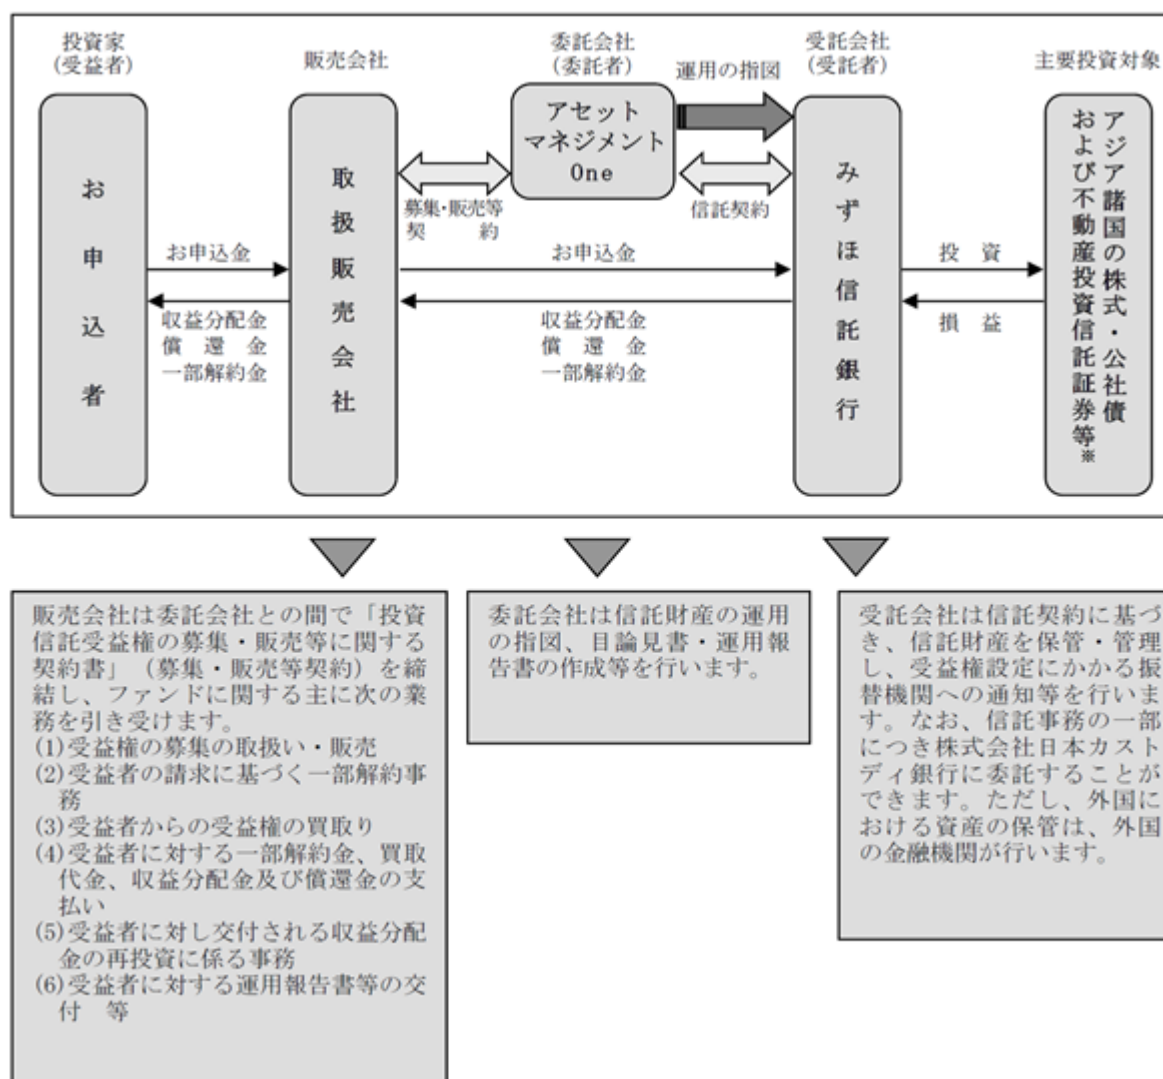 投資家
(受益者)
販売会社
委託会社
(委託者)
運用の指図
受託会社
(受託者)
主要投資対象
お申込者
取扱販売会社
アセット
マネジメント
One
みずほ信託銀行
アジア諸国の株式・公社債
および不動産投資信託証券等※
募集・販売等
契　約
信託契約
お申込金
収益分配金
償　還　金
一部解約金
お申込金
収益分配金
償　還　金
一部解約金
投　資
損　益
販売会社は委託会社との間で「投資
信託受益権の募集・販売等に関する
契約書」（募集・販売等契約）を締
結し、ファンドに関する主に次の業
務を引き受けます。
(1)受益権の募集の取扱い・販売
(2)受益者の請求に基づく一部解約事
務
(3)受益者からの受益権の買取り
(4)受益者に対する一部解約金、買取
代金、収益分配金及び償還金の支
払い
(5)受益者に対し交付される収益分配
金の再投資に係る事務
(6)受益者に対する運用報告書等の交
付　等
委託会社は信託財産の運用
の指図、目論見書・運用報
告書の作成等を行います。
受託会社は信託契約に基づ
き、信託財産を保管・管理
し、受益権設定にかかる振
替機関への通知等を行いま
す。なお、信託事務の一部
につき株式会社日本カスト
ディ銀行に委託することが
できます。ただし、外国に
おける資産の保管は、外国
の金融機関が行います。